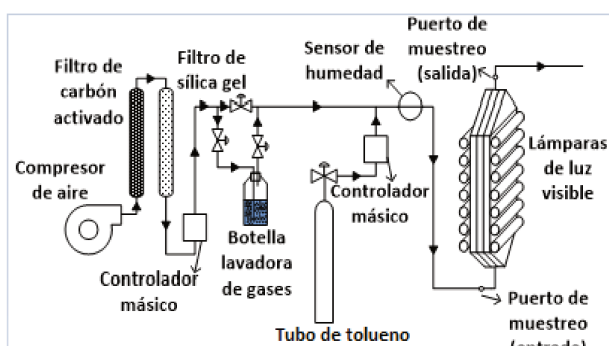 Filtro de
carbón
activado
Compresor
de aire
Controlador
másico
Filtro de
sílica gel
Botella
lavadora
de gases
Sensor de
humedad
Controlador
másico
Tubo de tolueno
Puerto de
muestreo
(salida)
Lámparas
de luz
visible
Puerto de
muestreo
(entrada)